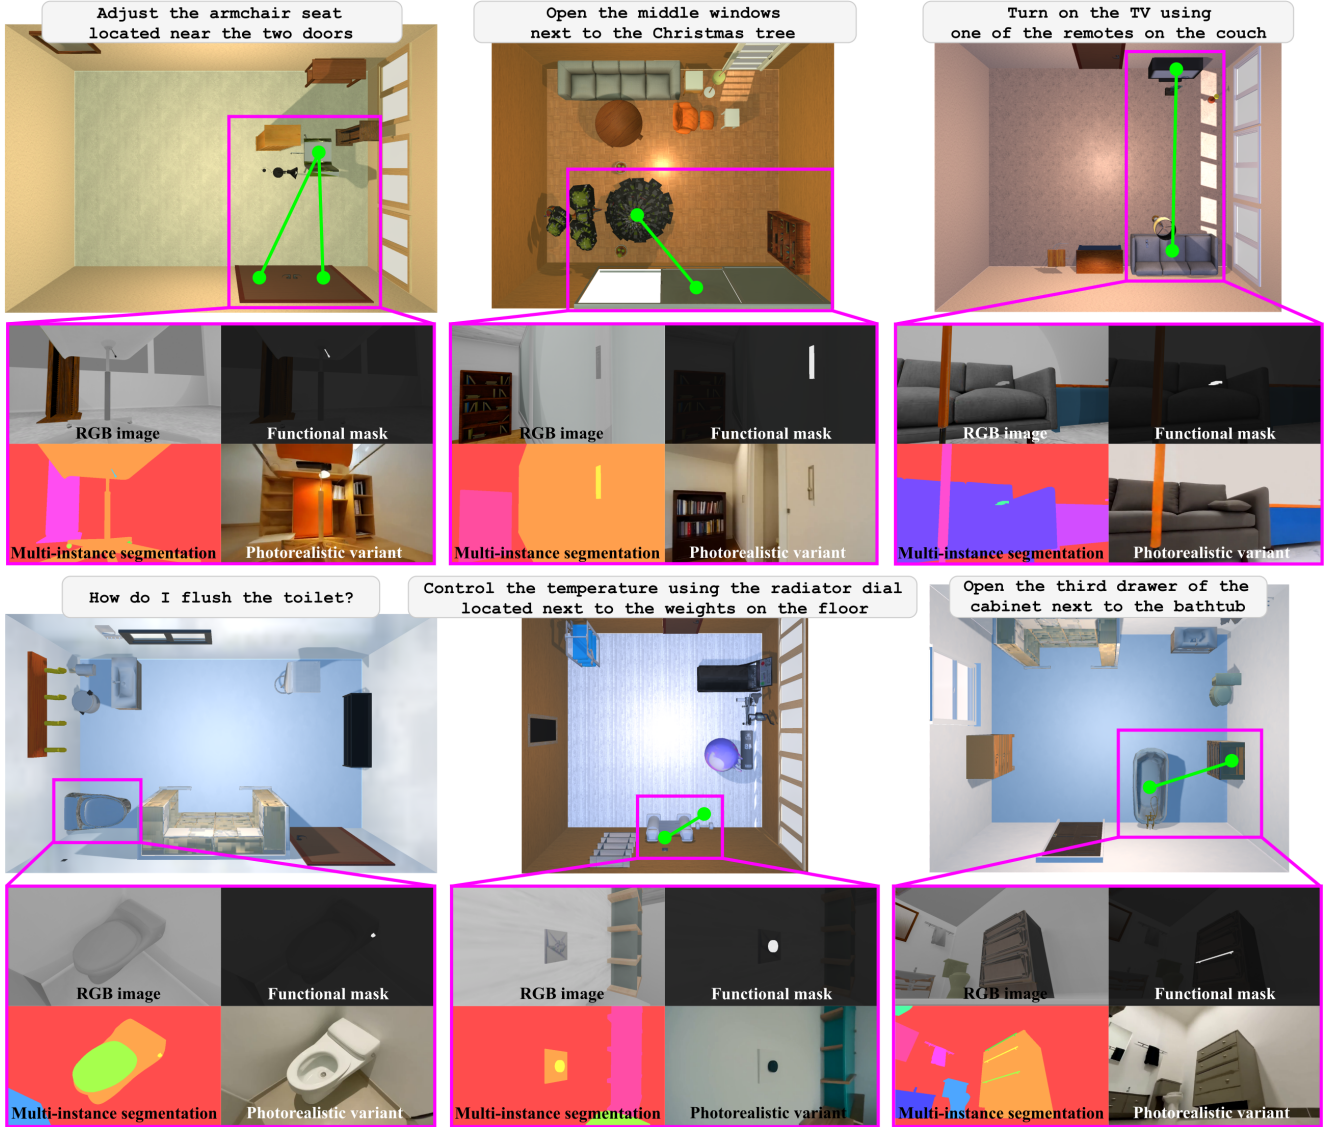 Adjust the armchair seat
located near the two doors
Open the middle windows
next to the Christmas tree
Turn on the TV using
one of the remotes on the couch
RGB image
Functional mask
Multi-instance segmentation
Photorealistic variant
RGB image
Functional mask
Multi-instance segmentation
Photorealistic variant
RGB image
Functional mask
Multi-instance segmentation
Photorealistic variant
How do I flush the toilet?
Control the temperature using the radiator dial
located next to the weights on the floor
Open the third drawer of the
cabinet next to the bathtub
RGB image
Functional mask
Multi-instance segmentation
Photorealistic variant
RGB image
Functional mask
Multi-instance segmentation
Photorealistic variant
RGB image
Functional mask
Multi-instance segmentation
Photorealistic variant